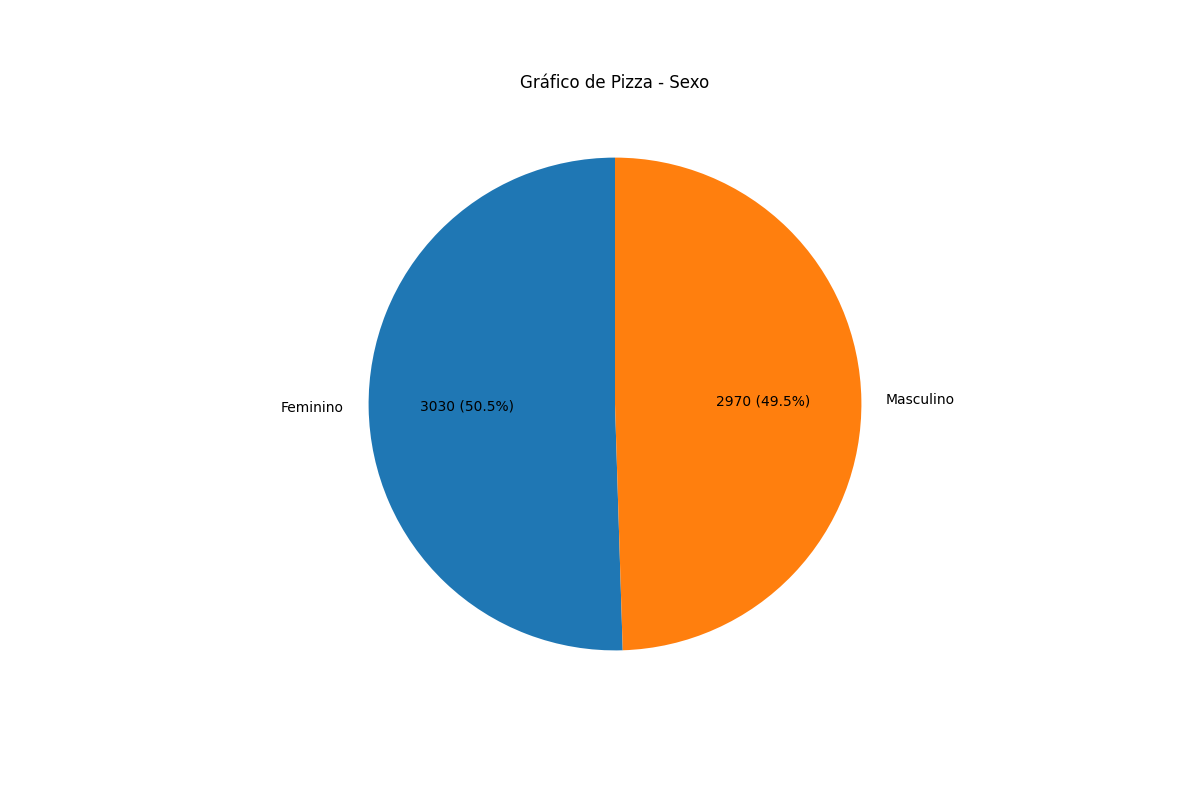 Gráfico de Pizza - Sexo
Feminino
3030 (50.5%)
2970 (49.5%)
Masculino